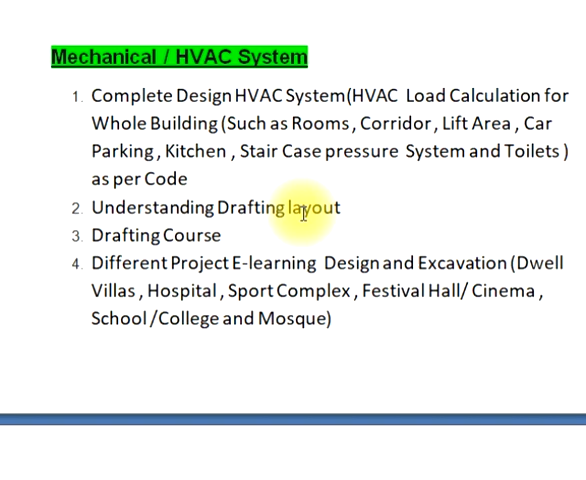 Mechanical / HVAC System
1. Complete Design HVAC System(HVAC Load Calculation for
Whole Building (Such as Rooms, Corridor, Lift Area , Car
Parking, Kitchen , Stair Case pressure System and Toilets )
as per Code
2. Understanding Drafting layout
3. Drafting Course
4. Different Project E-learning Design and Excavation (Dwell
Villas , Hospital , Sport Complex , Festival Hall/ Cinema ,
School /College and Mosque)